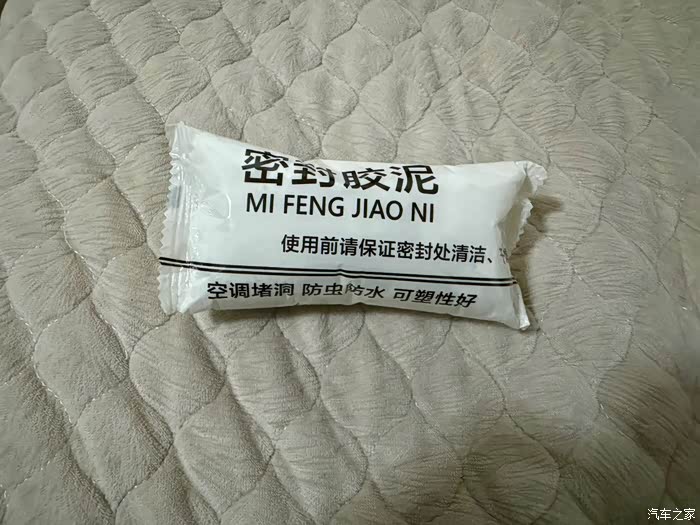 密封胶泥
MI FENG JIAO NI
使用前请保证密封处清洁、
空调堵洞 防虫防水 可塑性好
汽车之家